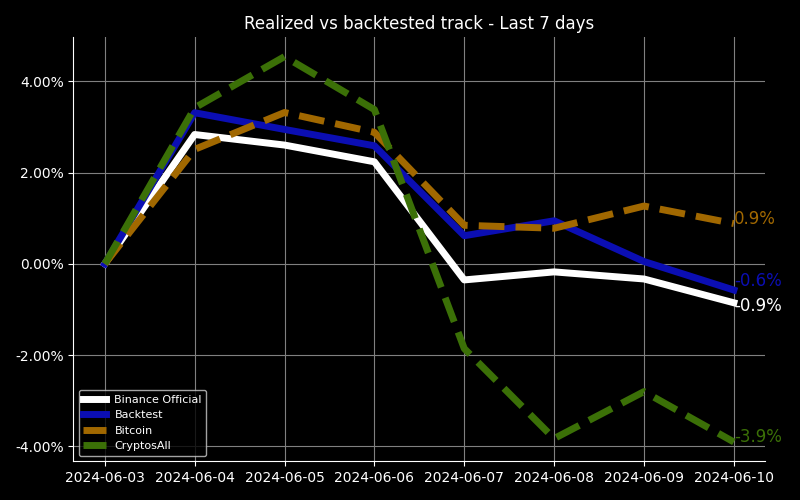 Realized vs backtested track - Last 7 days
4.00%
2.00%
0.00%
-2.00%
-4.00%
0.9%
-0.6%
-0.9%
-3.9%
Binance Official
Backtest
Bitcoin
CryptosAll
2024-06-03 2024-06-04 2024-06-05 2024-06-06 2024-06-07 2024-06-08 2024-06-09 2024-06-10